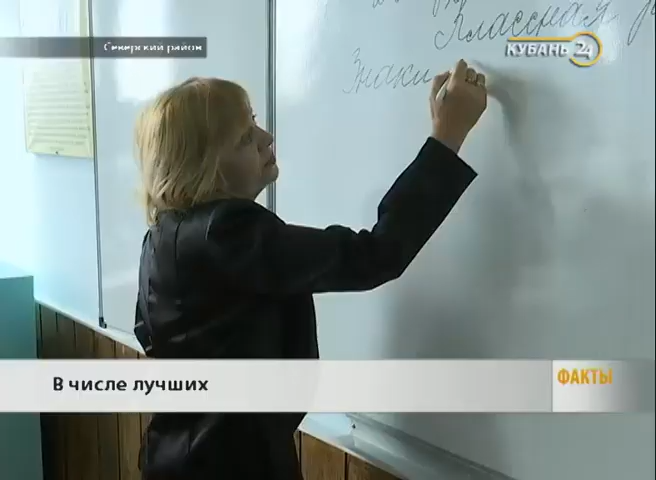 Северский район
КУБАНЬ 24
Классная р
Знаки
В числе лучших
ФАКТЫ